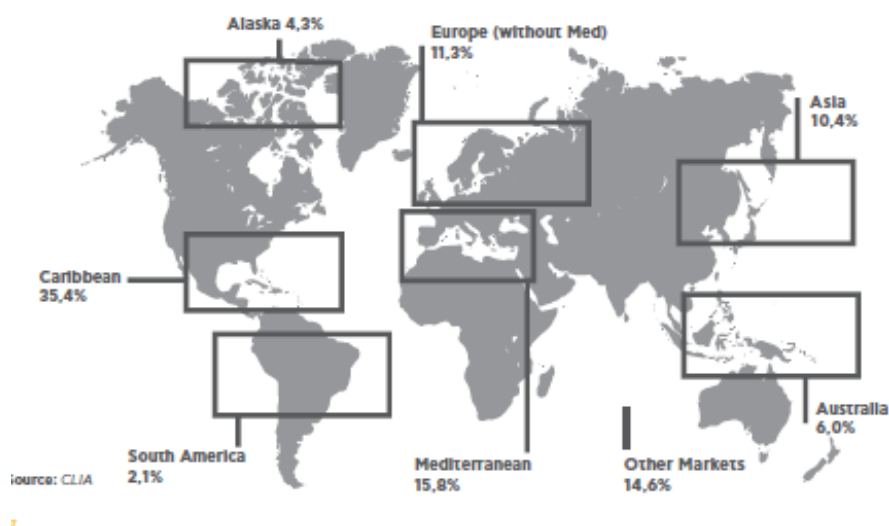 Alaska 4,3%
Europe (without Med)
11,3%
Asia
10,4%
Caribbean
35,4%
Australia
6,0%
South America
2,1%
Mediterranean
15,8%
Other Markets
14,6%
ource: CLIA